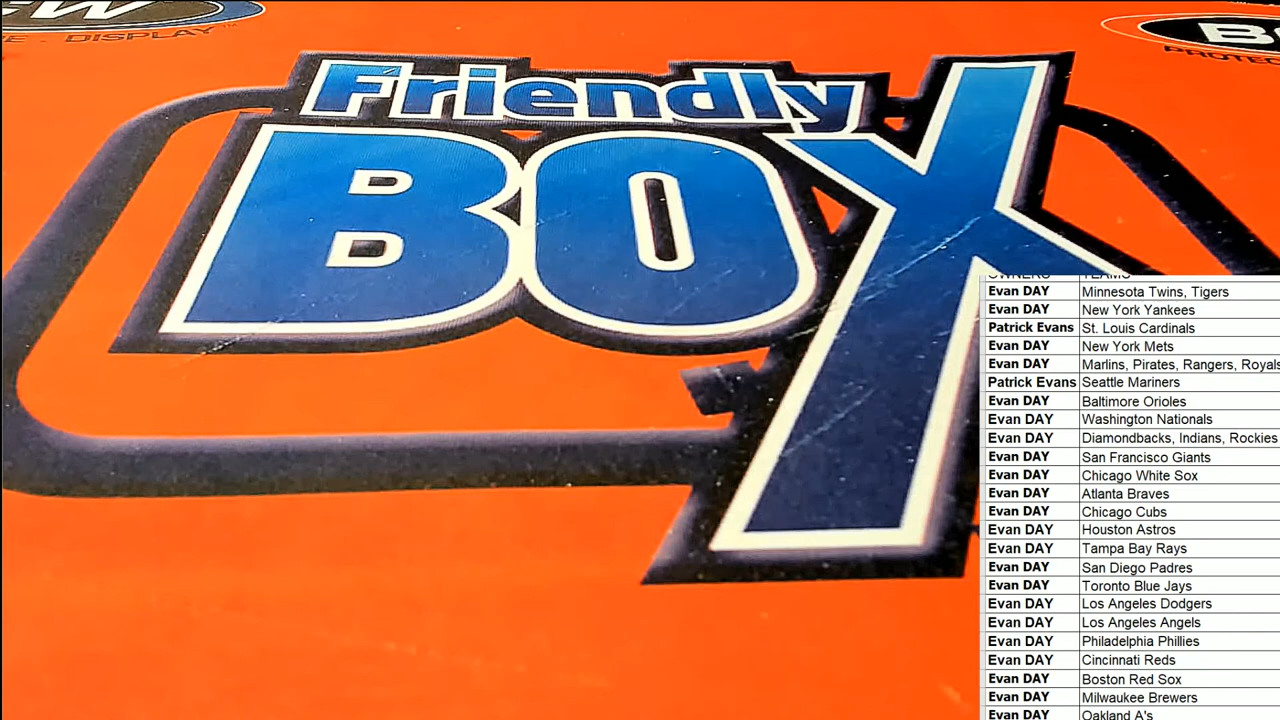 DISPLAY™
Friendly
BOX
OWNERS TEAMS
Evan DAY Minnesota Twins, Tigers
Evan DAY New York Yankees
Patrick Evans St. Louis Cardinals
Evan DAY New York Mets
Evan DAY Marlins, Pirates, Rangers, Royals
Patrick Evans Seattle Mariners
Evan DAY Baltimore Orioles
Evan DAY Washington Nationals
Evan DAY Diamondbacks, Indians, Rockies
Evan DAY San Francisco Giants
Evan DAY Chicago White Sox
Evan DAY Atlanta Braves
Evan DAY Chicago Cubs
Evan DAY Houston Astros
Evan DAY Tampa Bay Rays
Evan DAY San Diego Padres
Evan DAY Toronto Blue Jays
Evan DAY Los Angeles Dodgers
Evan DAY Los Angeles Angels
Evan DAY Philadelphia Phillies
Evan DAY Cincinnati Reds
Evan DAY Boston Red Sox
Evan DAY Milwaukee Brewers
Evan DAY Oakland A's